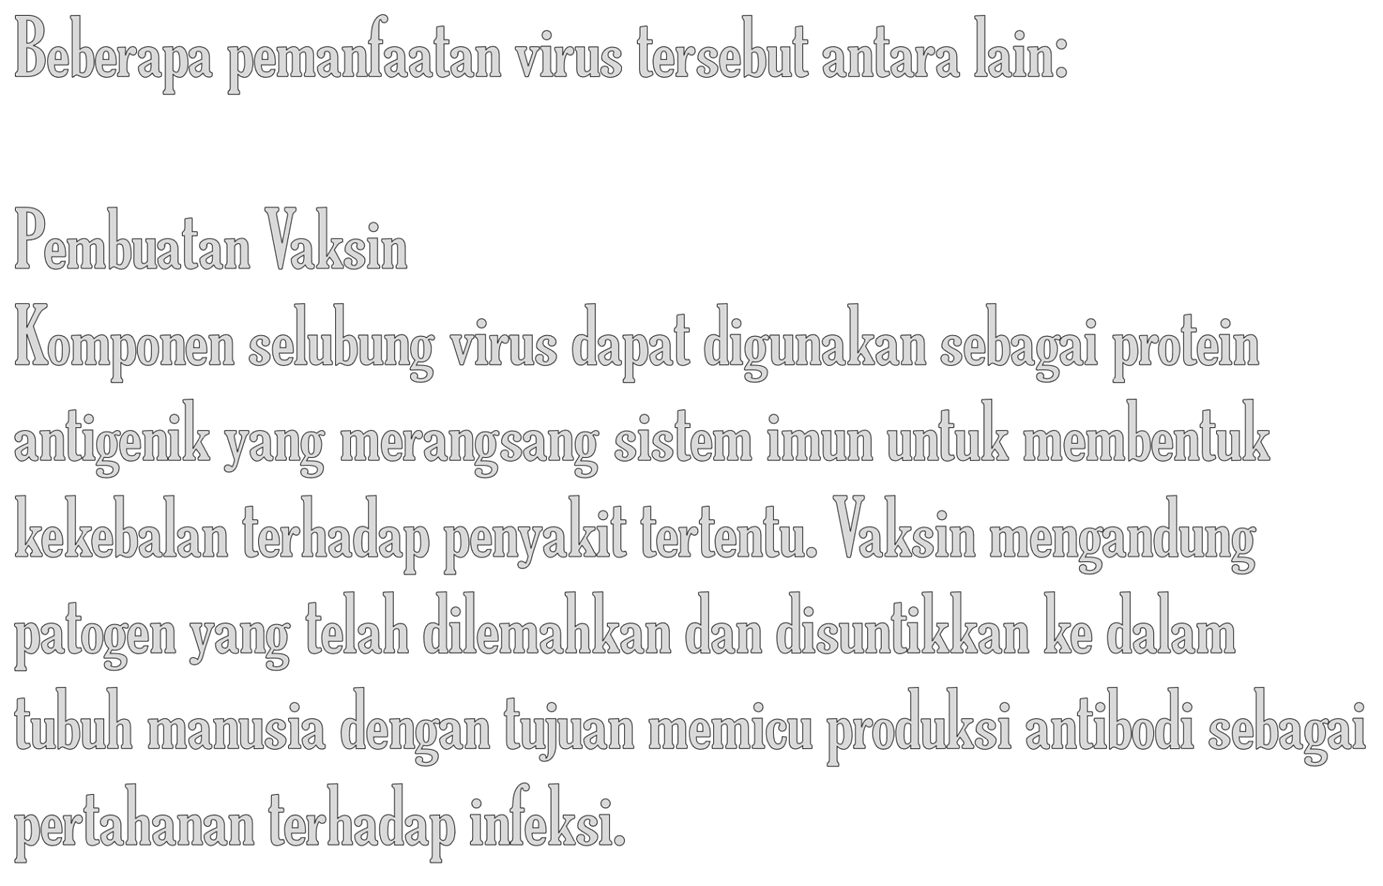 Beberapa pemanfaatan virus tersebut antara lain:
Pembuatan Vaksin
Komponen selubung virus dapat digunakan sebagai protein
antigenik yang merangsang sistem imun untuk membentuk
kekebalan terhadap penyakit tertentu. Vaksin mengandung
patogen yang telah dilemahkan dan disuntikkan ke dalam
tubuh manusia dengan tujuan memicu produksi antibodi sebagai
pertahanan terhadap infeksi.